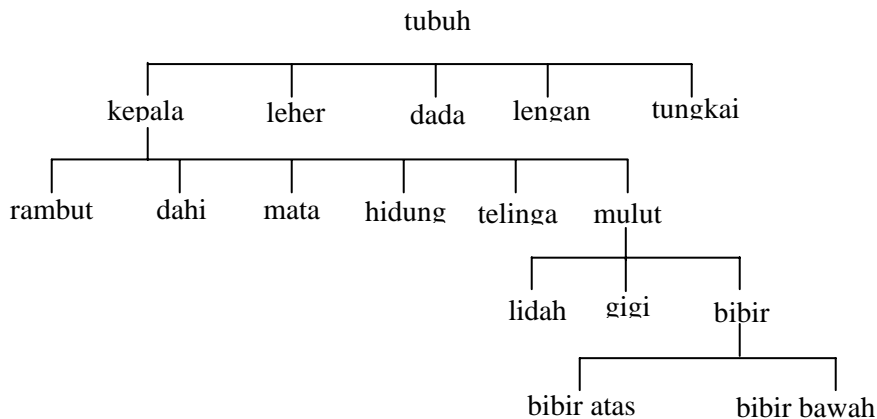 tubuh
kepala leher dada lengan tungkai
rambut dahi mata hidung telinga mulut
lidah gigi bibir
bibir atas bibir bawah